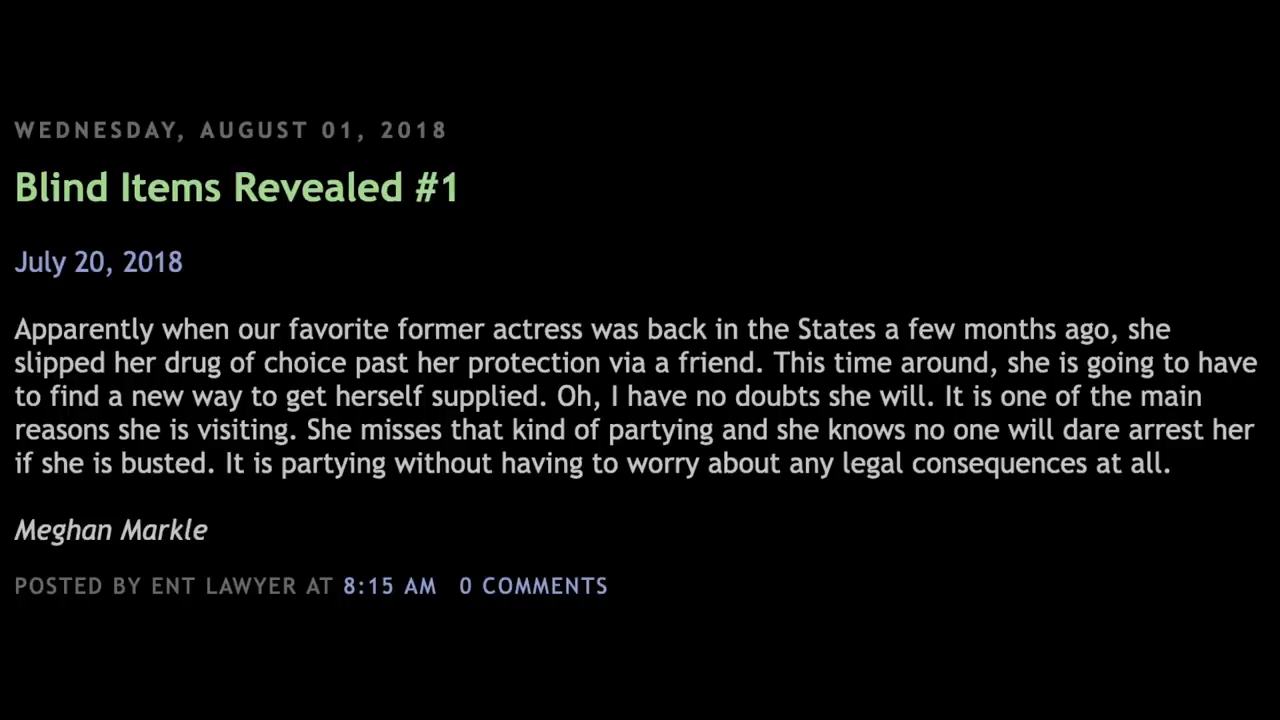 WEDNESDAY, AUGUST 01, 2018
Blind Items Revealed #1
July 20, 2018
Apparently when our favorite former actress was back in the States a few months ago, she
slipped her drug of choice past her protection via a friend. This time around, she is going to have
to find a new way to get herself supplied. Oh, I have no doubts she will. It is one of the main
reasons she is visiting. She misses that kind of partying and she knows no one will dare arrest her
if she is busted. It is partying without having to worry about any legal consequences at all.
Meghan Markle
POSTED BY ENT LAWYER AT 8:15 AM 0 COMMENTS